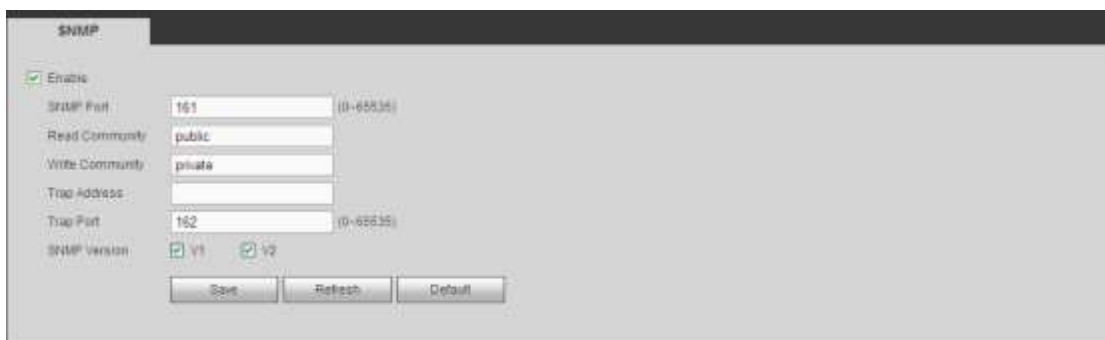 SNMP
Enable
SNMP Port 161 (0~65535)
Read Community public
Write Community private
Trap Address
Trap Port 162 (0~65535)
SNMP Version V1 V2
Save Refresh Default